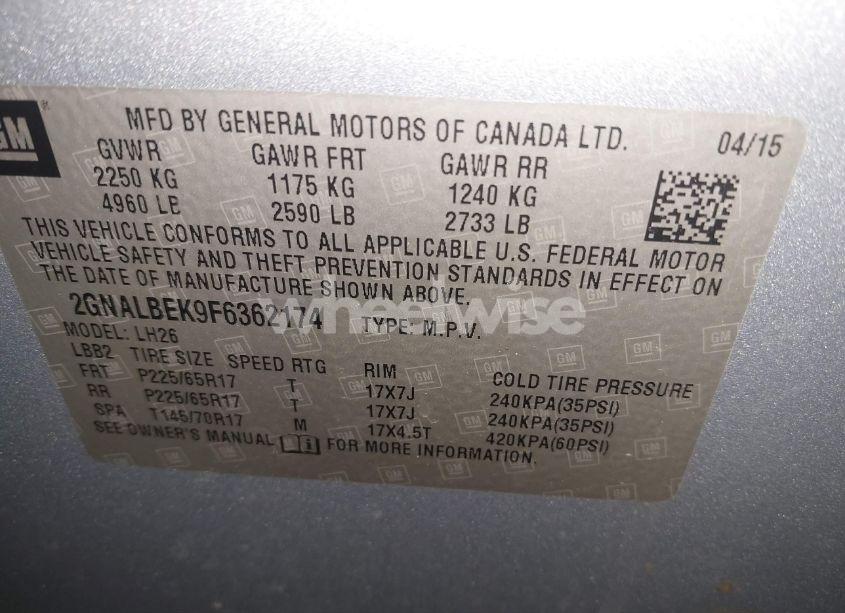 GM
MFD BY GENERAL MOTORS OF CANADA LTD. 04/15
GVWR GAWR FRT GAWR RR
2250 KG 1175 KG 1240 KG
4960 LB 2590 LB 2733 LB
THIS VEHICLE CONFORMS TO ALL APPLICABLE U.S. FEDERAL MOTOR
VEHICLE SAFETY AND THEFT PREVENTION STANDARDS IN EFFECT ON
THE DATE OF MANUFACTURE SHOWN ABOVE.
2GNALBEK9F6362174 TYPE: M.P.V.
wheelwise
MODEL: LH26
LBB2 TIRE SIZE SPEED RTG RIM COLD TIRE PRESSURE
FRT P225/65R17 T 17X7J 240KPA(35PSI)
RR P225/65R17 T 17X7J 240KPA(35PSI)
SPA T145/70R17 M 17X4.5T 420KPA(60PSI)
SEE OWNER'S MANUAL FOR MORE INFORMATION.